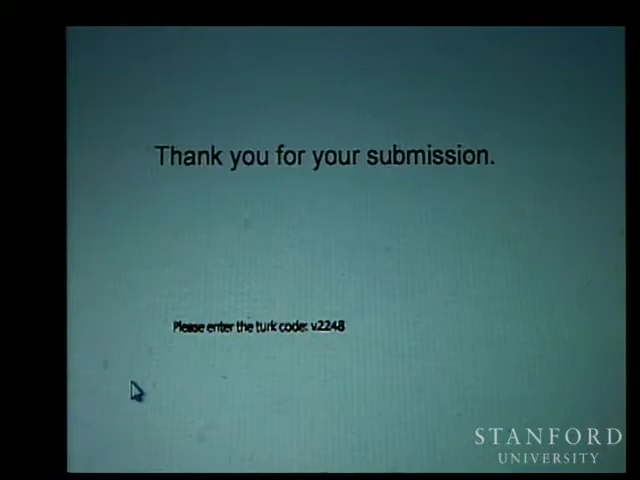 Thank you for your submission.
Please enter the turk code: v2248
STANFORD
UNIVERSITY